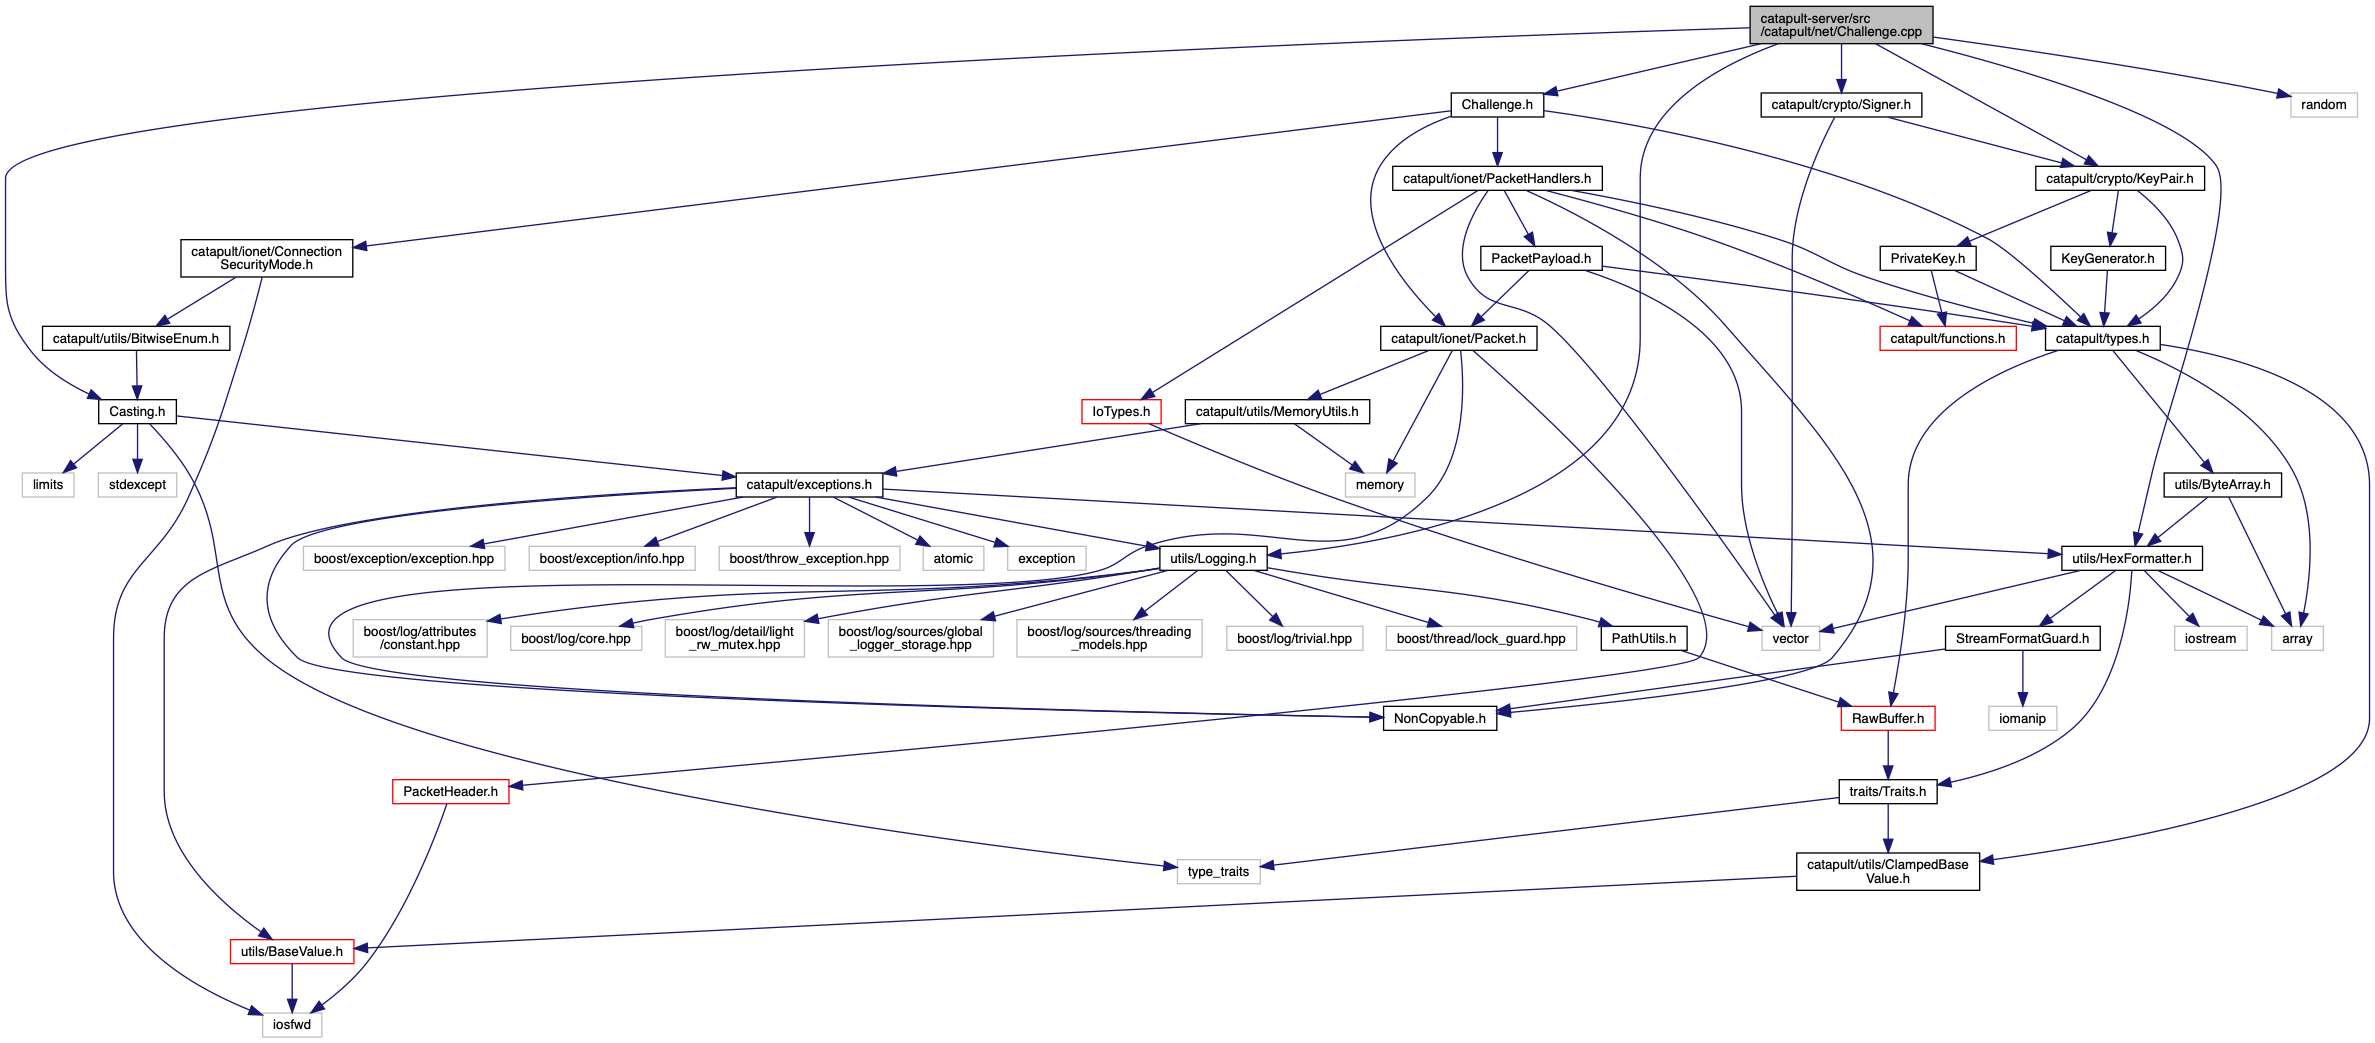 catapult-server/src
/catapult/net/Challenge.cpp
Challenge.h
catapult/crypto/Signer.h
random
catapult/ionet/PacketHandlers.h
catapult/crypto/KeyPair.h
catapult/ionet/Connection
SecurityMode.h
PacketPayload.h
PrivateKey.h
KeyGenerator.h
catapult/utils/BitwiseEnum.h
catapult/ionet/Packet.h
catapult/functions.h
catapult/types.h
Casting.h
IoTypes.h
catapult/utils/MemoryUtils.h
limits
stdexcept
catapult/exceptions.h
memory
utils/ByteArray.h
boost/exception/exception.hpp
boost/exception/info.hpp
boost/throw_exception.hpp
atomic
exception
utils/Logging.h
utils/HexFormatter.h
boost/log/attributes
/constant.hpp
boost/log/core.hpp
boost/log/detail/light
_rw_mutex.hpp
boost/log/sources/global
_logger_storage.hpp
boost/log/sources/threading
_models.hpp
boost/log/trivial.hpp
boost/thread/lock_guard.hpp
PathUtils.h
vector
StreamFormatGuard.h
iostream
array
NonCopyable.h
RawBuffer.h
iomanip
PacketHeader.h
traits/Traits.h
type_traits
catapult/utils/ClampedBase
Value.h
utils/BaseValue.h
iosfwd